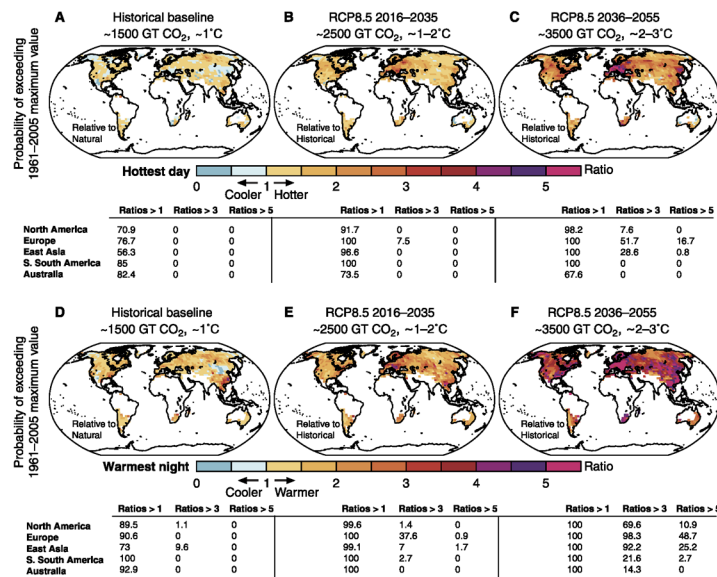 A Historical baseline
~1500 GT CO2, ~1°C
B RCP8.5 2016–2035
~2500 GT CO2, ~1–2°C
C RCP8.5 2036–2055
~3500 GT CO2, ~2–3°C
Probability of exceeding
1961–2005 maximum value
Relative to
Natural
Relative to
Historical
Relative to
Historical
Hottest day
Ratio
0 1 2 3 4 5
Cooler Hotter
Ratios > 1 Ratios > 3 Ratios > 5 Ratios > 1 Ratios > 3 Ratios > 5 Ratios > 1 Ratios > 3 Ratios > 5
North America 70.9 0 0 91.7 0 0 98.2 7.6 0
Europe 76.7 0 0 100 7.5 0 100 51.7 16.7
East Asia 56.3 0 0 96.6 0 0 100 28.6 0.8
S. South America 85 0 0 100 0 0 100 0 0
Australia 82.4 0 0 73.5 0 0 67.6 0 0
D Historical baseline
~1500 GT CO2, ~1°C
E RCP8.5 2016–2035
~2500 GT CO2, ~1–2°C
F RCP8.5 2036–2055
~3500 GT CO2, ~2–3°C
Probability of exceeding
1961–2005 maximum value
Relative to
Natural
Relative to
Historical
Relative to
Historical
Warmest night
Ratio
0 1 2 3 4 5
Cooler Warmer
Ratios > 1 Ratios > 3 Ratios > 5 Ratios > 1 Ratios > 3 Ratios > 5 Ratios > 1 Ratios > 3 Ratios > 5
North America 89.5 1.1 0 99.6 1.4 0 100 69.6 10.9
Europe 90.6 0 0 100 37.6 0.9 100 98.3 48.7
East Asia 73 9.6 0 99.1 7 1.7 100 92.2 25.2
S. South America 100 0 0 100 2.7 0 100 21.6 2.7
Australia 92.9 0 0 100 0 0 100 14.3 0